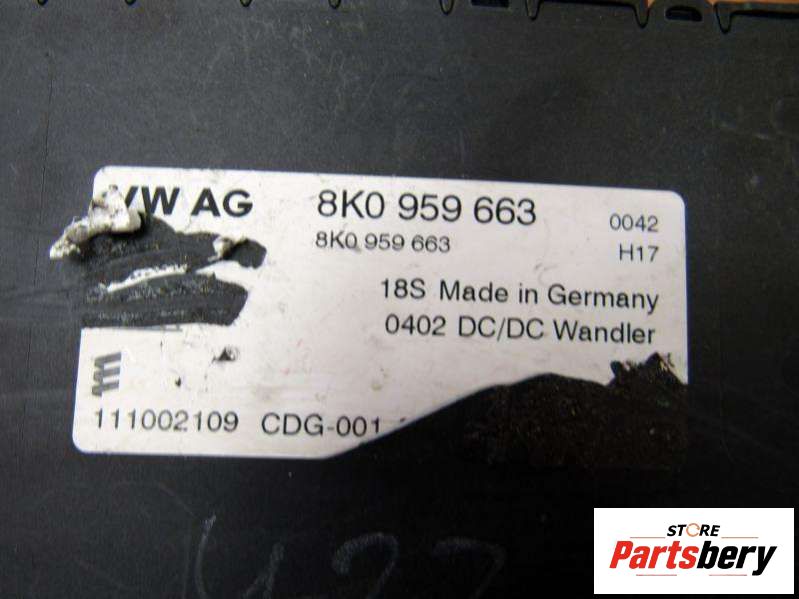 VW AG
8K0 959 663
0042
8K0 959 663
H17
18S Made in Germany
0402 DC/DC Wandler
111002109 CDG-001
STORE
Partsbery